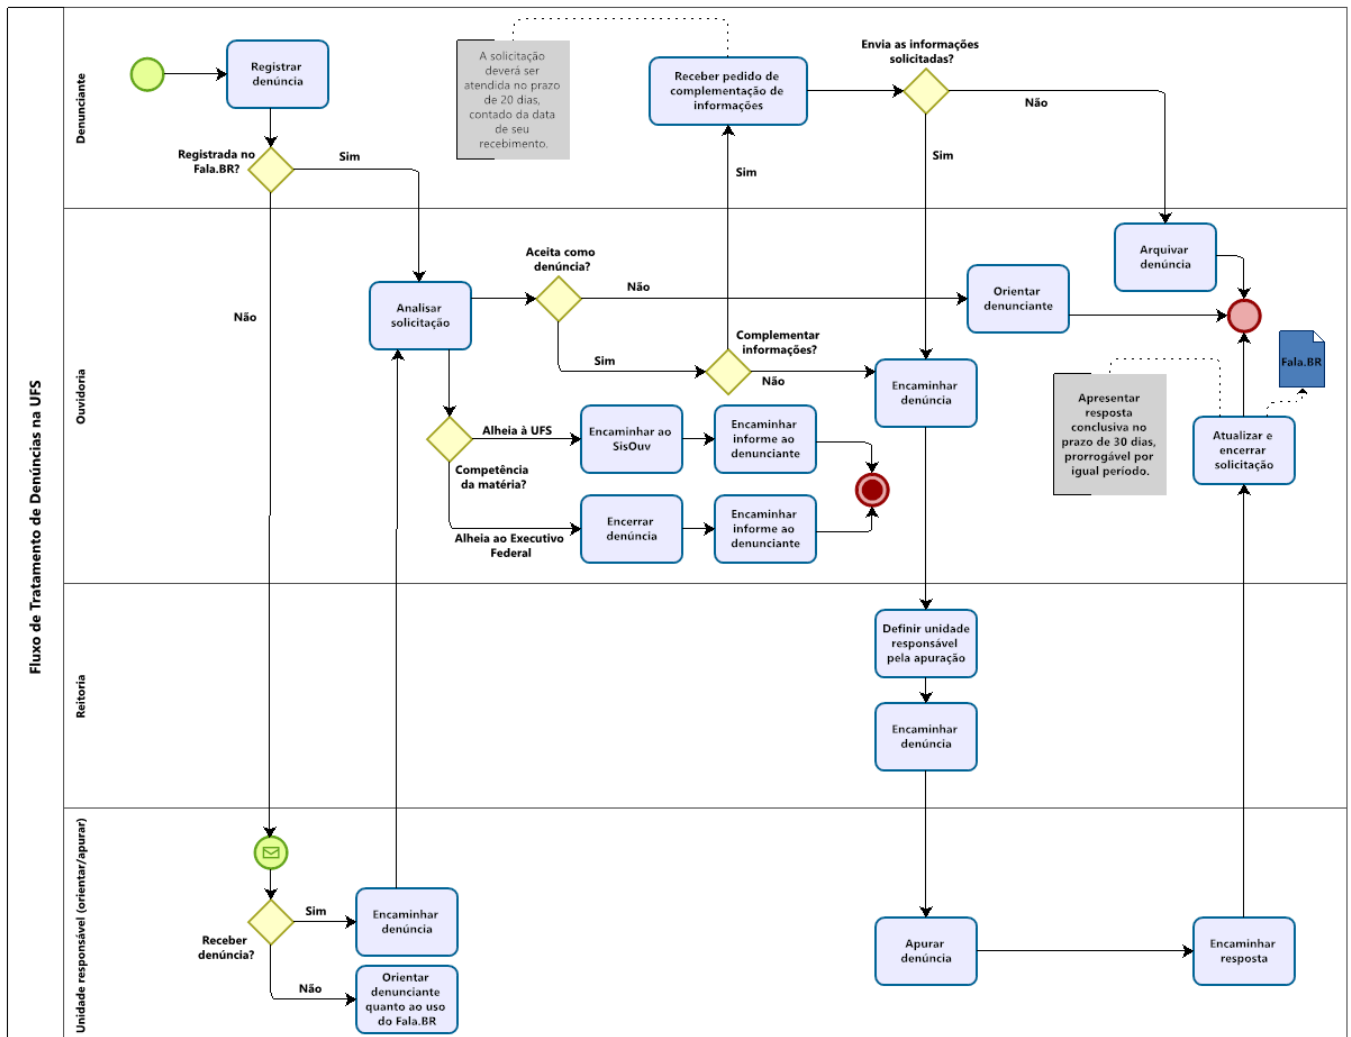 Fluxo de Tratamento de Denúncias na UFS
Denunciante
Registrar
denúncia
Registrada no
Fala.BR?
Sim
Não
A solicitação
deverá ser
atendida no prazo
de 20 dias,
contado da data
de seu
recebimento.
Receber pedido de
complementação de
informações
Envia as informações
solicitadas?
Não
Sim
Sim
Ouvidoria
Analisar
solicitação
Aceita como
denúncia?
Não
Sim
Complementar
informações?
Não
Orientar
denunciante
Arquivar
denúncia
Encaminhar
denúncia
Fala.BR
Apresentar
resposta
conclusiva no
prazo de 30 dias,
prorrogável por
igual período.
Atualizar e
encerrar
solicitação
Alheia à UFS
Competência
da matéria?
Alheia ao Executivo
Federal
Encaminhar ao
SisOuv
Encaminhar
informe ao
denunciante
Encerrar
denúncia
Encaminhar
informe ao
denunciante
Reitoria
Definir unidade
responsável
pela apuração
Encaminhar
denúncia
Unidade responsável (orientar/apurar)
Receber
denúncia?
Sim
Não
Encaminhar
denúncia
Orientar
denunciante
quanto ao uso
do Fala.BR
Apurar
denúncia
Encaminhar
resposta